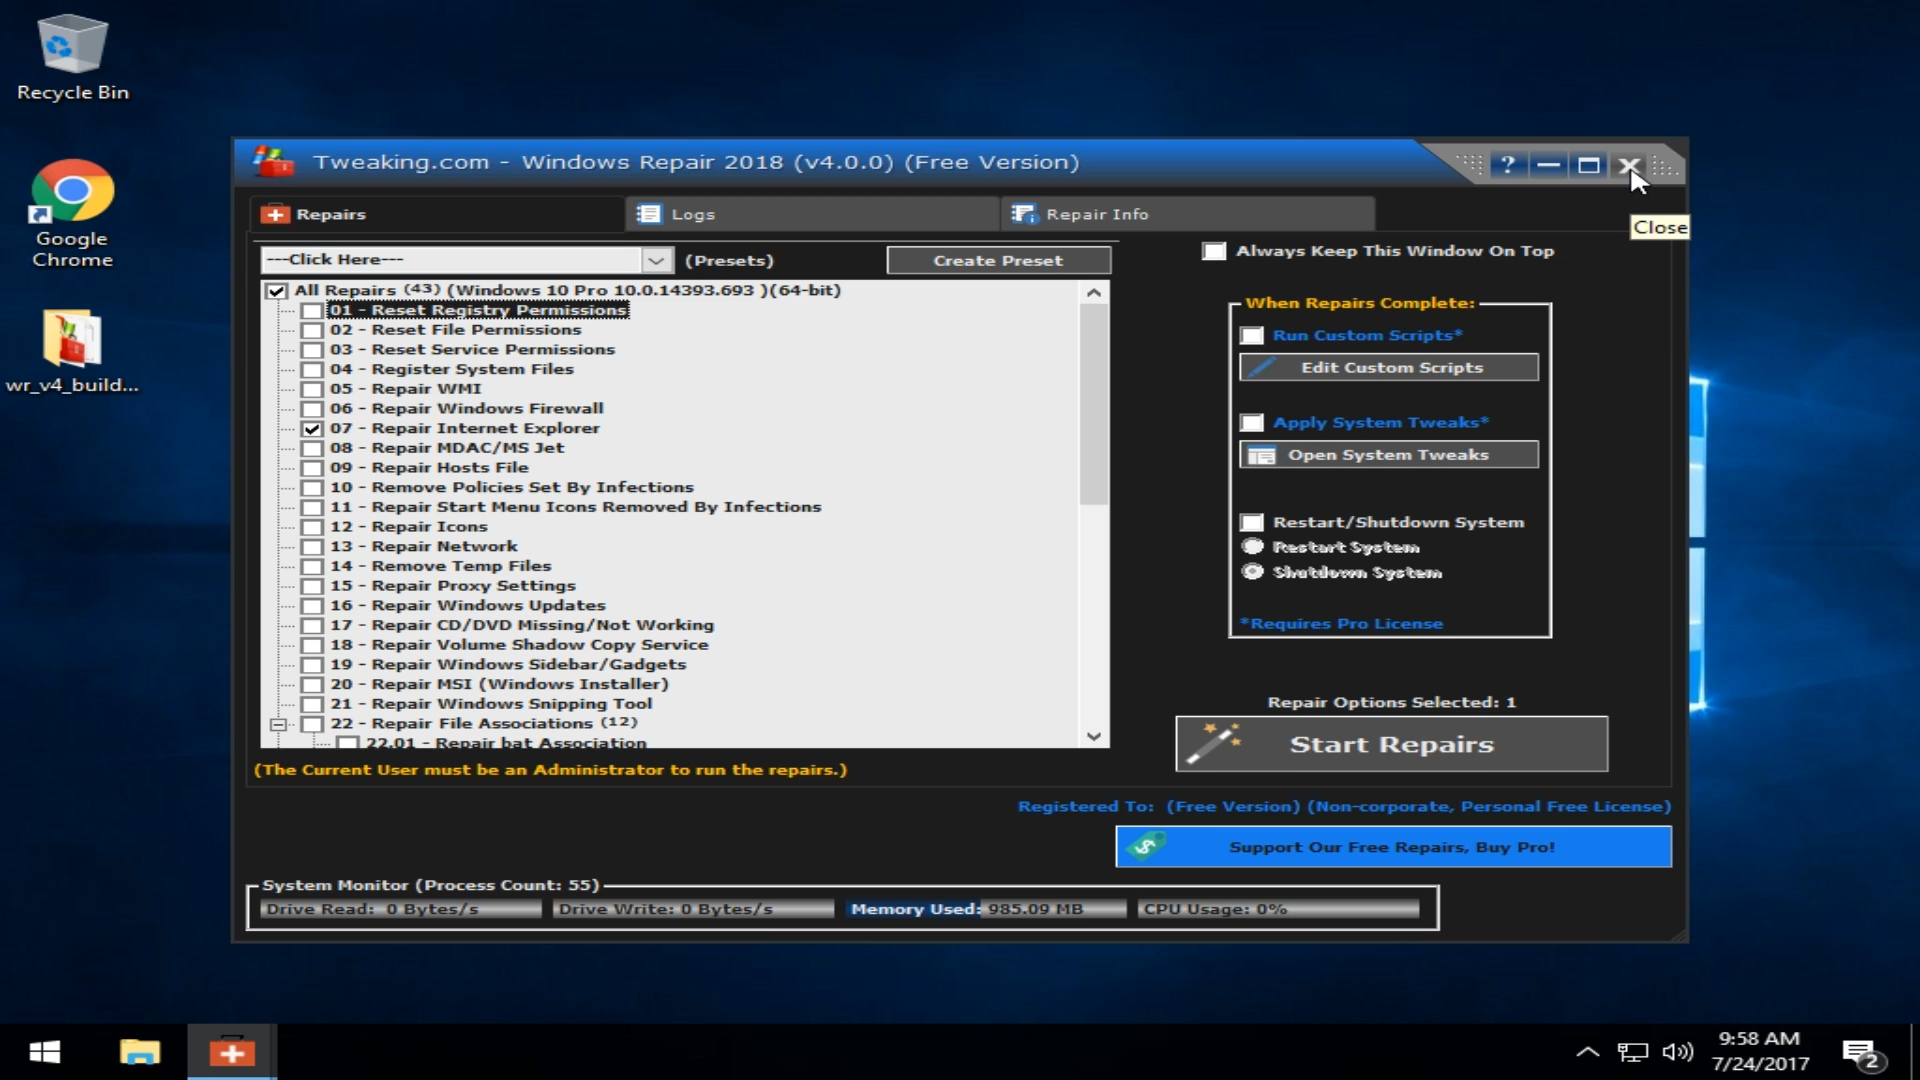 Recycle Bin
Google
Chrome
wr_v4_build...
Tweaking.com - Windows Repair 2018 (v4.0.0) (Free Version)
?
Close
Repairs
Logs
Repair Info
---Click Here---
(Presets)
Create Preset
Always Keep This Window On Top
All Repairs (43) (Windows 10 Pro 10.0.14393.693 )(64-bit)
01 - Reset Registry Permissions
02 - Reset File Permissions
03 - Reset Service Permissions
04 - Register System Files
05 - Repair WMI
06 - Repair Windows Firewall
07 - Repair Internet Explorer
08 - Repair MDAC/MS Jet
09 - Repair Hosts File
10 - Remove Policies Set By Infections
11 - Repair Start Menu Icons Removed By Infections
12 - Repair Icons
13 - Repair Network
14 - Remove Temp Files
15 - Repair Proxy Settings
16 - Repair Windows Updates
17 - Repair CD/DVD Missing/Not Working
18 - Repair Volume Shadow Copy Service
19 - Repair Windows Sidebar/Gadgets
20 - Repair MSI (Windows Installer)
21 - Repair Windows Snipping Tool
22 - Repair File Associations (12)
22.01 - Repair bat Association
(The Current User must be an Administrator to run the repairs.)
When Repairs Complete:
Run Custom Scripts*
Edit Custom Scripts
Apply System Tweaks*
Open System Tweaks
Restart/Shutdown System
Restart System
Shutdown System
*Requires Pro License
Repair Options Selected: 1
Start Repairs
Registered To: (Free Version) (Non-corporate, Personal Free License)
Support Our Free Repairs, Buy Pro!
System Monitor (Process Count: 55)
Drive Read: 0 Bytes/s
Drive Write: 0 Bytes/s
Memory Used: 985.09 MB
CPU Usage: 0%
9:58 AM
7/24/2017
2